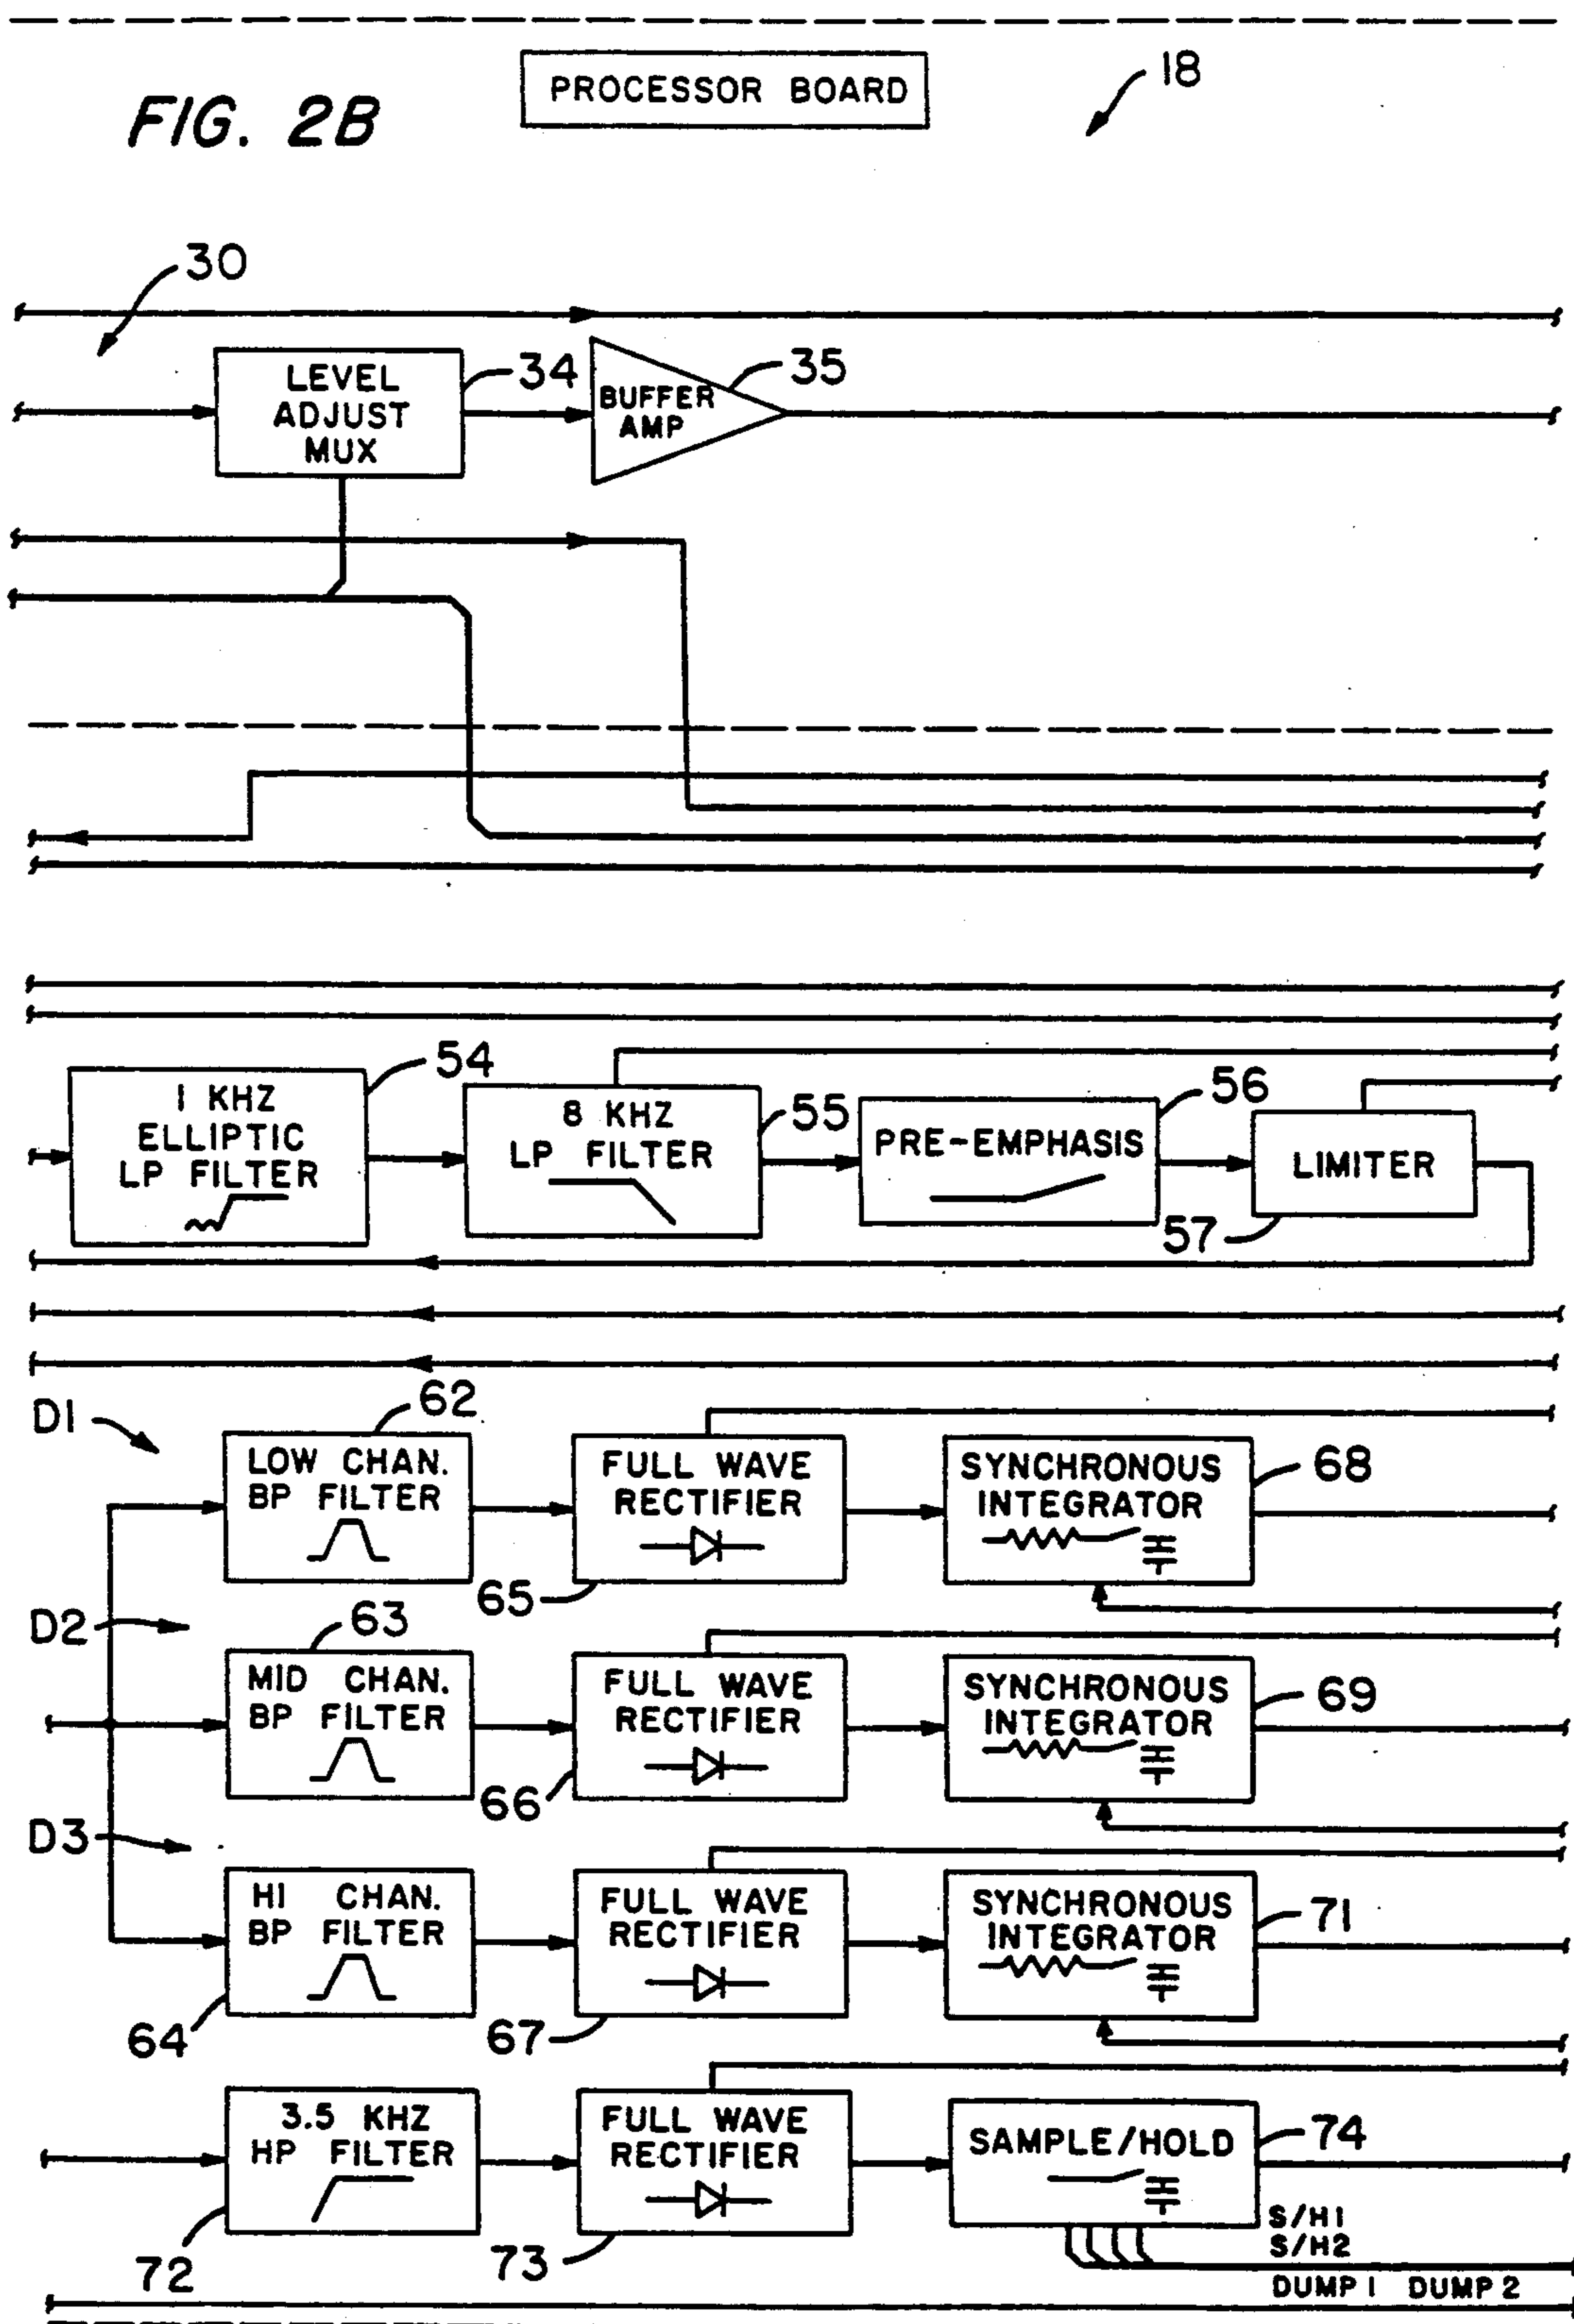 FIG. 2B
PROCESSOR BOARD
18
30
LEVEL
ADJUST
MUX
34
BUFFER
AMP
35
1 KHZ
ELLIPTIC
LP FILTER
54
8 KHZ
LP FILTER
55
PRE-EMPHASIS
56
LIMITER
57
D1
62
LOW CHAN.
BP FILTER
FULL WAVE
RECTIFIER
65
SYNCHRONOUS
INTEGRATOR
68
D2
63
MID CHAN.
BP FILTER
FULL WAVE
RECTIFIER
66
SYNCHRONOUS
INTEGRATOR
69
D3
HI CHAN.
BP FILTER
64
FULL WAVE
RECTIFIER
67
SYNCHRONOUS
INTEGRATOR
71
3.5 KHZ
HP FILTER
72
FULL WAVE
RECTIFIER
73
SAMPLE/HOLD
74
S/H1
S/H2
DUMP 1 DUMP 2